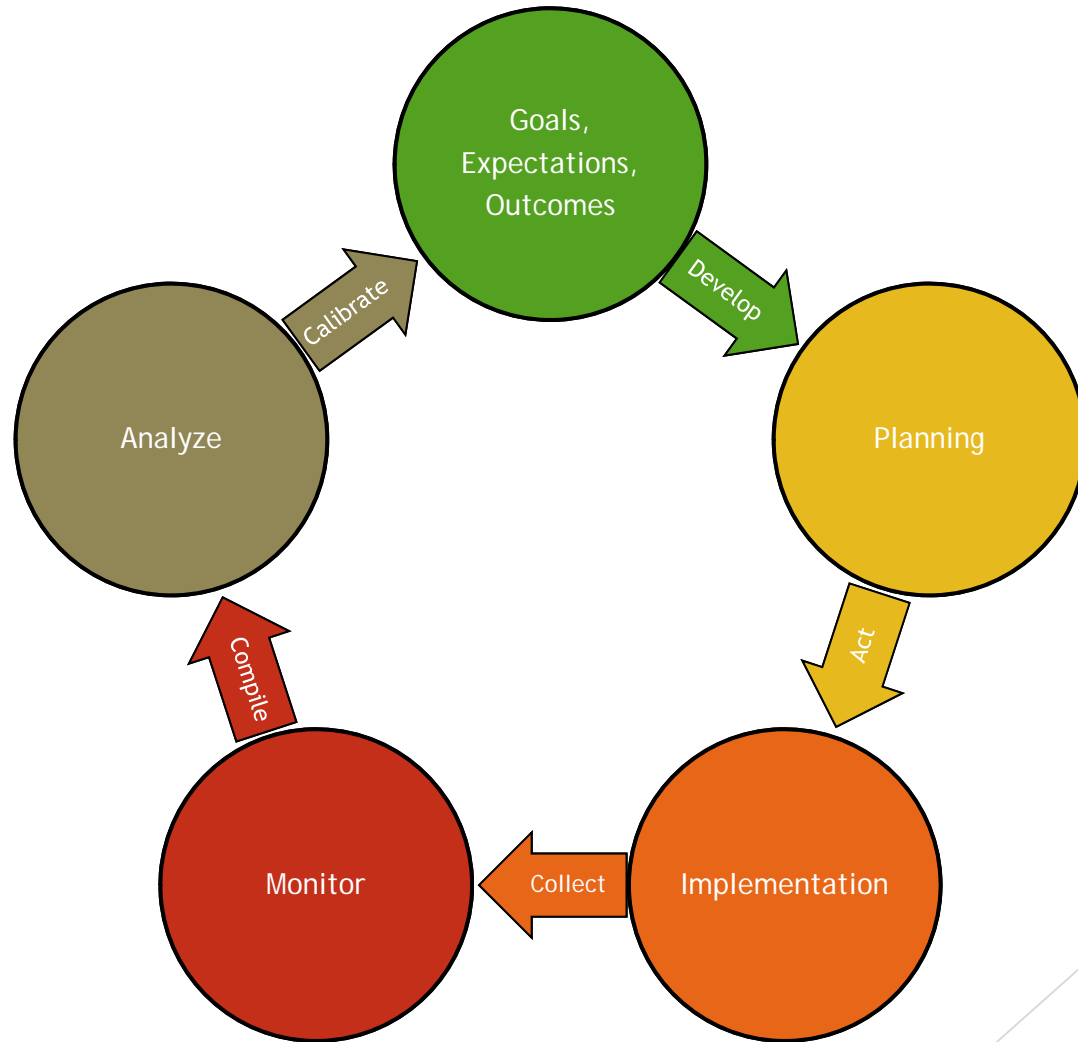 Goals,
Expectations,
Outcomes
Develop
Planning
Act
Implementation
Collect
Monitor
Compile
Analyze
Calibrate